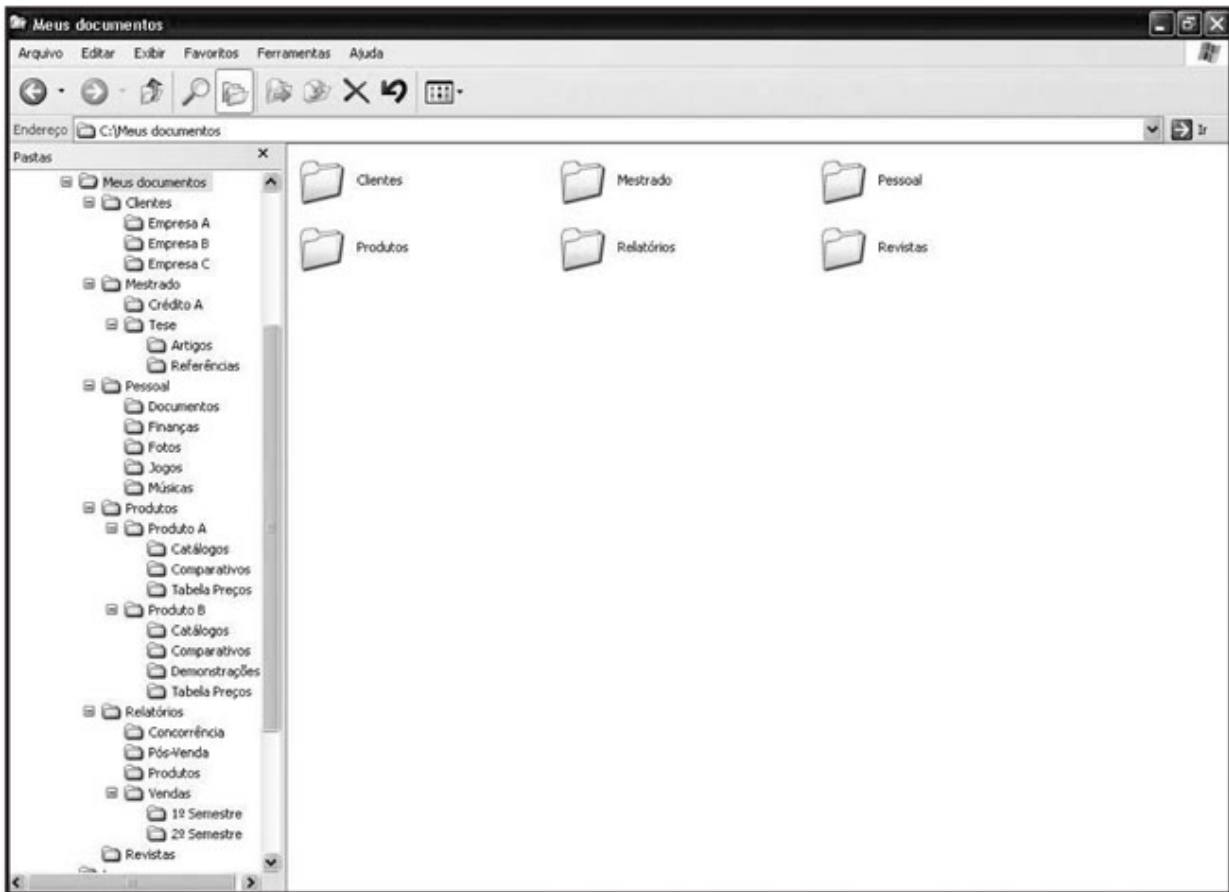 Meus documentos
Arquivo Editar Exibir Favoritos Ferramentas Ajuda
Endereço C:\Meus documentos Ir
Pastas
Meus documentos
Clientes
Empresa A
Empresa B
Empresa C
Mestrado
Crédito A
Tese
Artigos
Referências
Pessoal
Documentos
Finanças
Fotos
Jogos
Músicas
Produtos
Produto A
Catálogos
Comparativos
Tabela Preços
Produto B
Catálogos
Comparativos
Demonstrações
Tabela Preços
Relatórios
Concorrência
Pós-Venda
Produtos
Vendas
1º Semestre
2º Semestre
Revistas
Clientes Mestrado Pessoal
Produtos Relatórios Revistas